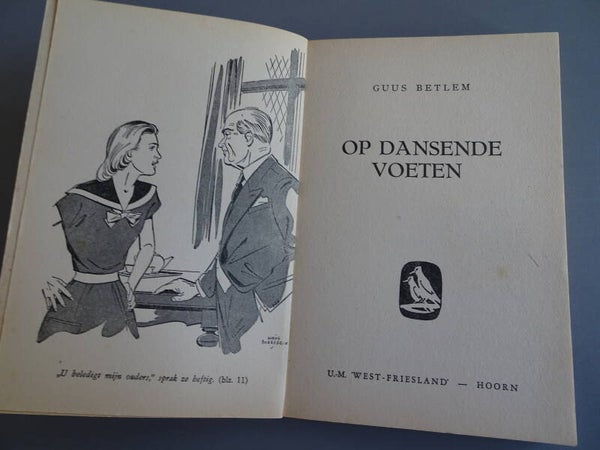 „U beledigt mijn ouders,” sprak ze heftig. (blz. 11)
GUUS BETLEM
OP DANSENDE
VOETEN
U.-M. 'WEST-FRIESLAND' — HOORN